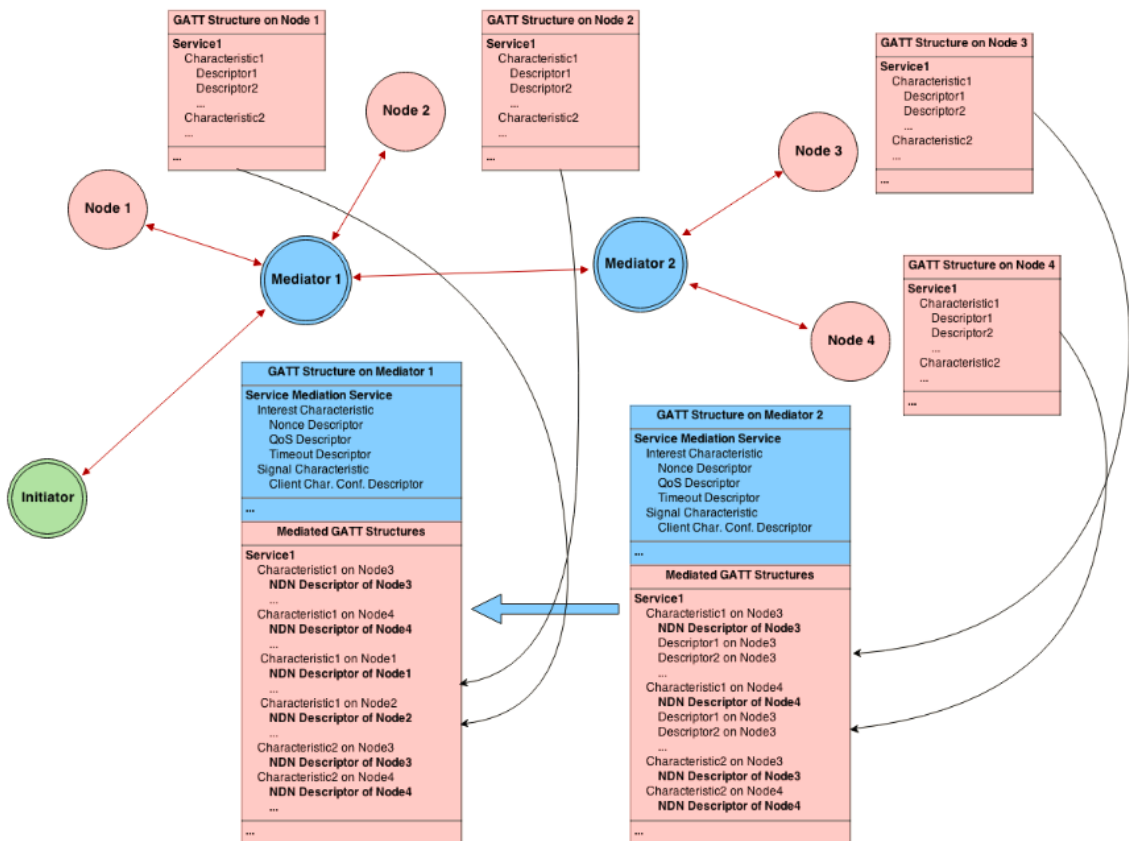 GATT Structure on Node 1
Service1
Characteristic1
Descriptor1
Descriptor2
...
Characteristic2
...
...
GATT Structure on Node 2
Service1
Characteristic1
Descriptor1
Descriptor2
...
Characteristic2
...
...
GATT Structure on Node 3
Service1
Characteristic1
Descriptor1
Descriptor2
...
Characteristic2
...
...
Node 2
Node 3
Node 1
Mediator 1
Mediator 2
Node 4
Initiator
GATT Structure on Node 4
Service1
Characteristic1
Descriptor1
Descriptor2
...
Characteristic2
...
...
GATT Structure on Mediator 1
Service Mediation Service
Interest Characteristic
Nonce Descriptor
QoS Descriptor
Timeout Descriptor
Signal Characteristic
Client Char. Conf. Descriptor
...
Mediated GATT Structures
Service1
Characteristic1 on Node3
NDN Descriptor of Node3
...
Characteristic1 on Node4
NDN Descriptor of Node4
...
Characteristic1 on Node1
NDN Descriptor of Node1
...
Characteristic1 on Node2
NDN Descriptor of Node2
...
Characteristic2 on Node3
NDN Descriptor of Node3
Characteristic2 on Node4
NDN Descriptor of Node4
...
...
GATT Structure on Mediator 2
Service Mediation Service
Interest Characteristic
Nonce Descriptor
QoS Descriptor
Timeout Descriptor
Signal Characteristic
Client Char. Conf. Descriptor
...
Mediated GATT Structures
Service1
Characteristic1 on Node3
NDN Descriptor of Node3
Descriptor1 on Node3
Descriptor2 on Node3
...
Characteristic1 on Node4
NDN Descriptor of Node4
Descriptor1 on Node3
Descriptor2 on Node3
...
Characteristic2 on Node3
NDN Descriptor of Node3
Characteristic2 on Node4
NDN Descriptor of Node4
...